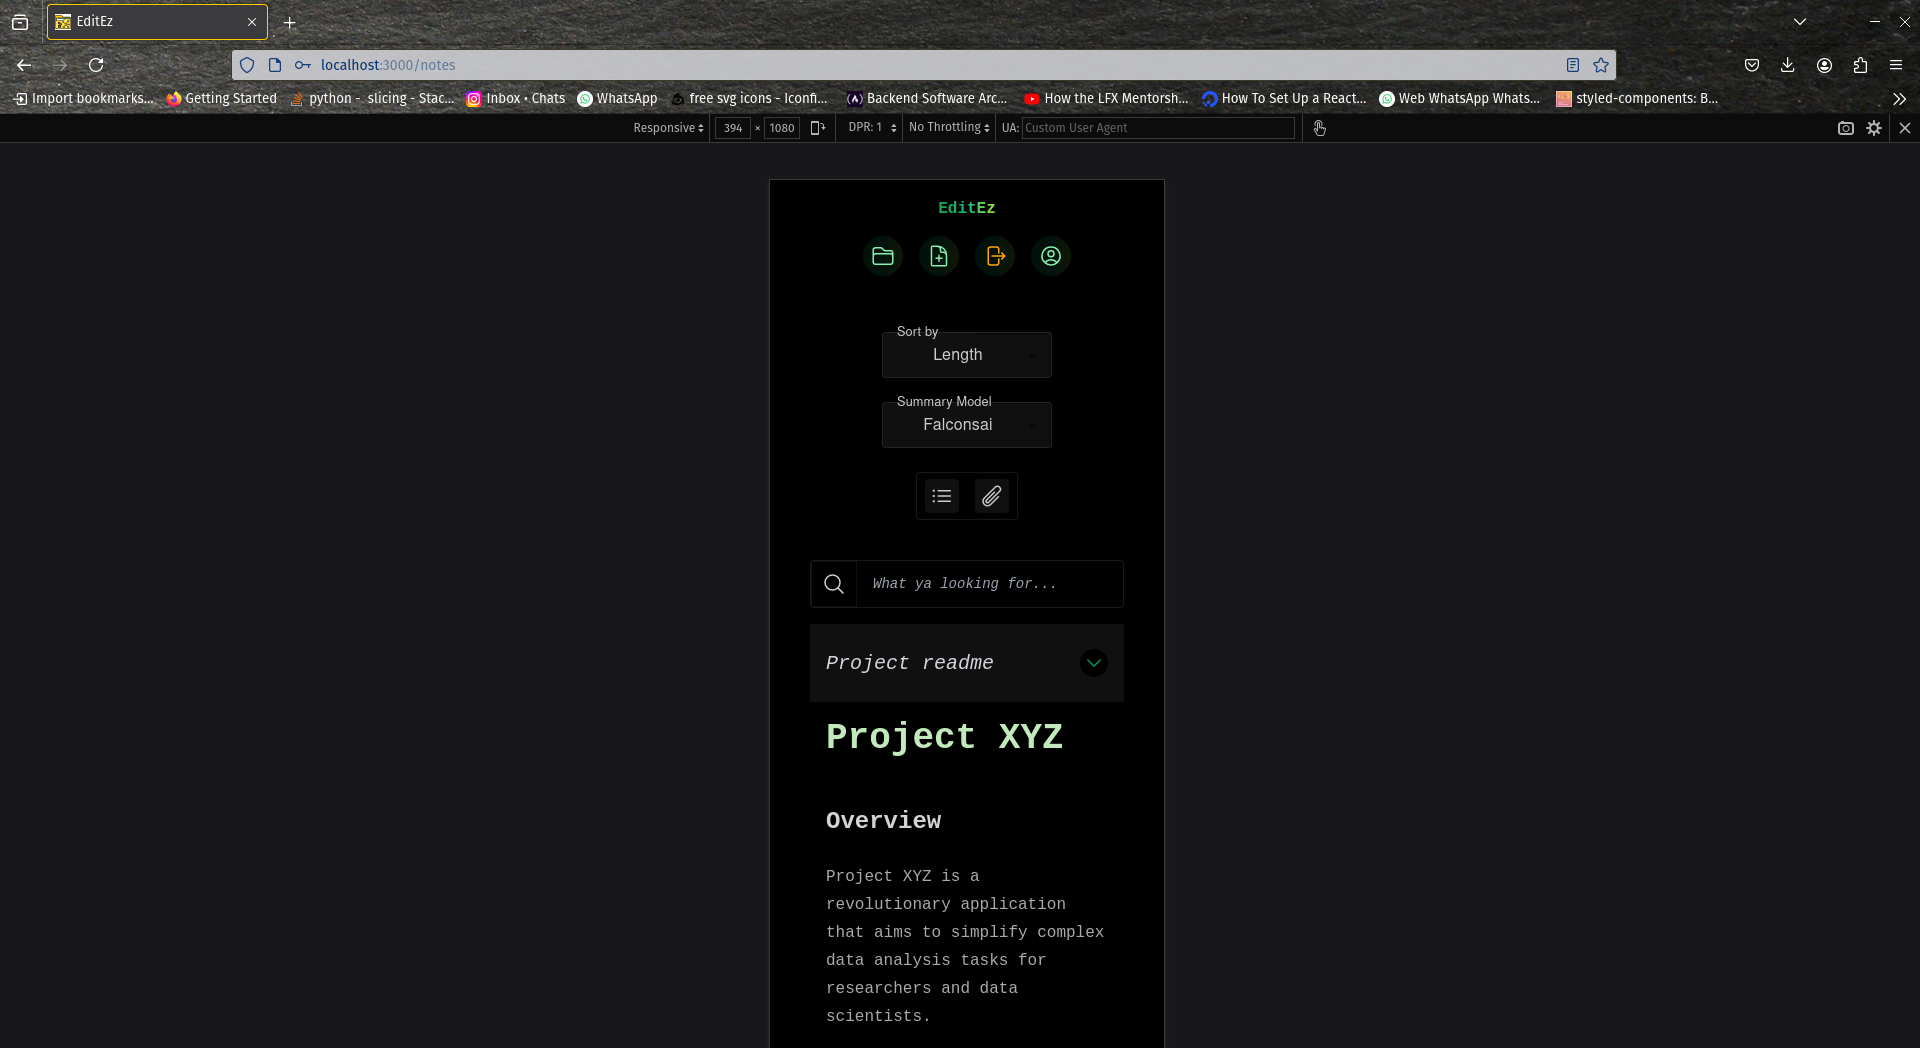 EditEz
localhost:3000/notes
Import bookmarks...
Getting Started
python - slicing - Stac...
Inbox • Chats
WhatsApp
free svg icons - Iconfi...
Backend Software Arc...
How the LFX Mentorsh...
How To Set Up a React...
Web WhatsApp Whats...
styled-components: B...
Responsive
394 × 1080
DPR: 1
No Throttling
UA: Custom User Agent
EditEz
Sort by
Length
Summary Model
Falconsai
What ya looking for...
Project readme
Project XYZ
Overview
Project XYZ is a
revolutionary application
that aims to simplify complex
data analysis tasks for
researchers and data
scientists.